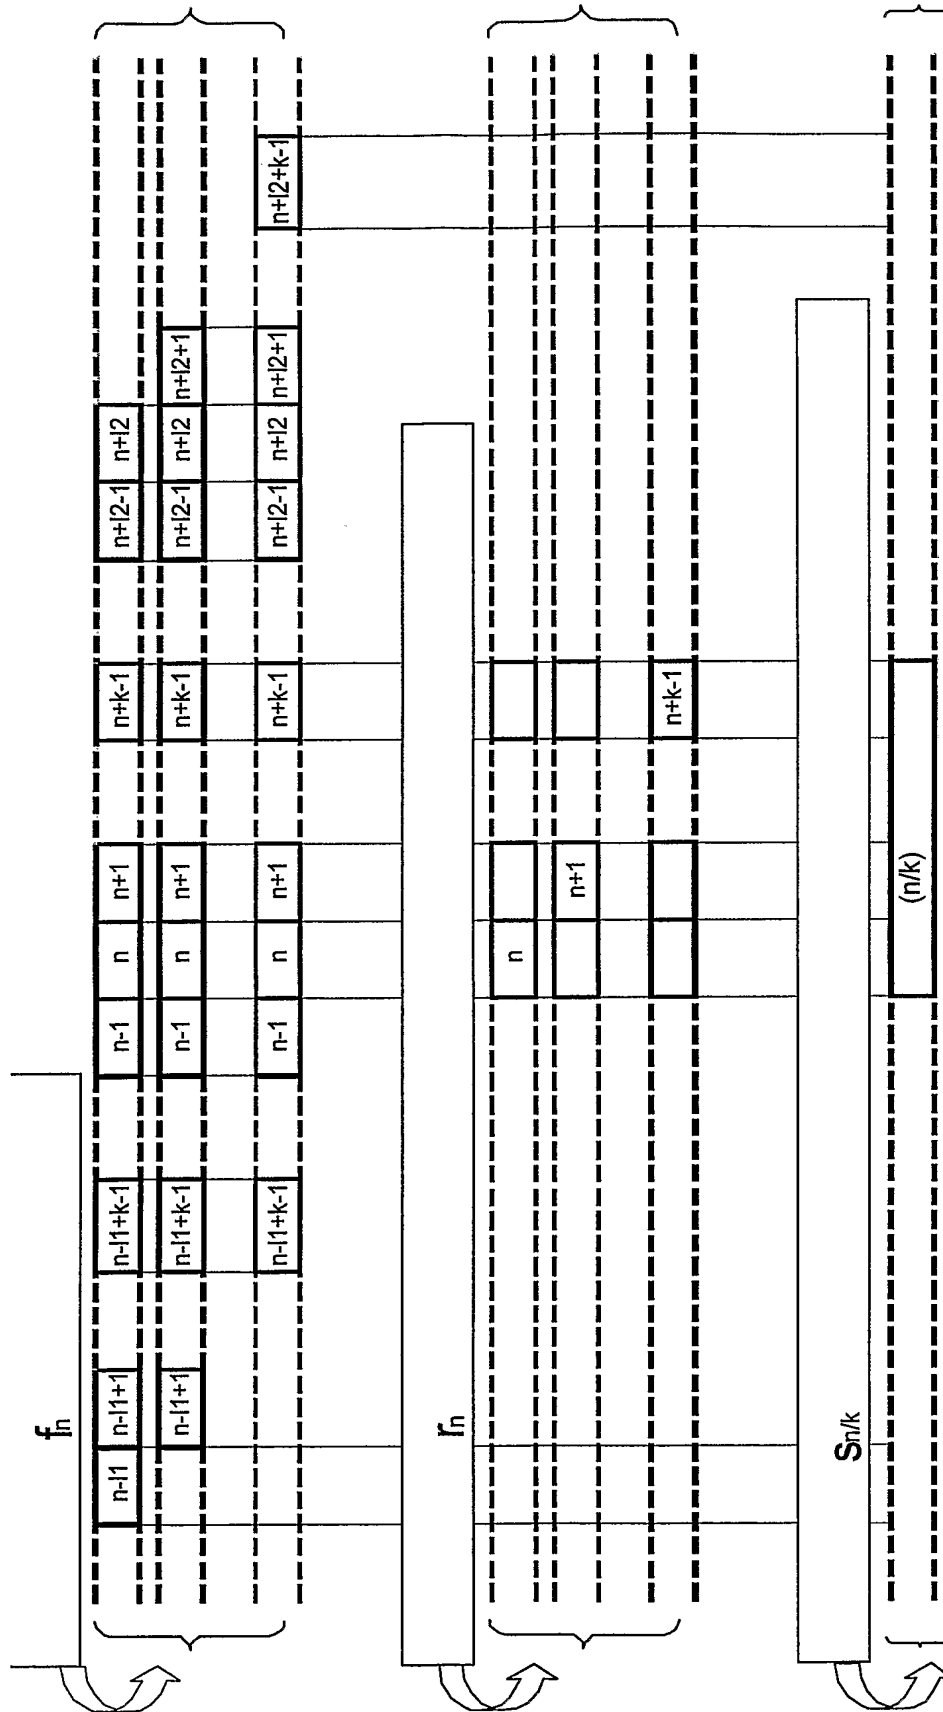 fn
n-l1 n-l1+1 n-l1+k-1 n-1 n n+1 n+k-1 n+l2-1 n+l2
n-l1+1 n-l1+k-1 n-1 n n+1 n+k-1 n+l2-1 n+l2 n+l2+1
n-l1+k-1 n-1 n n+1 n+k-1 n+l2-1 n+l2 n+l2+1 n+l2+k-1
rn
n
n+1
n+k-1
Sn/k
(n/k)